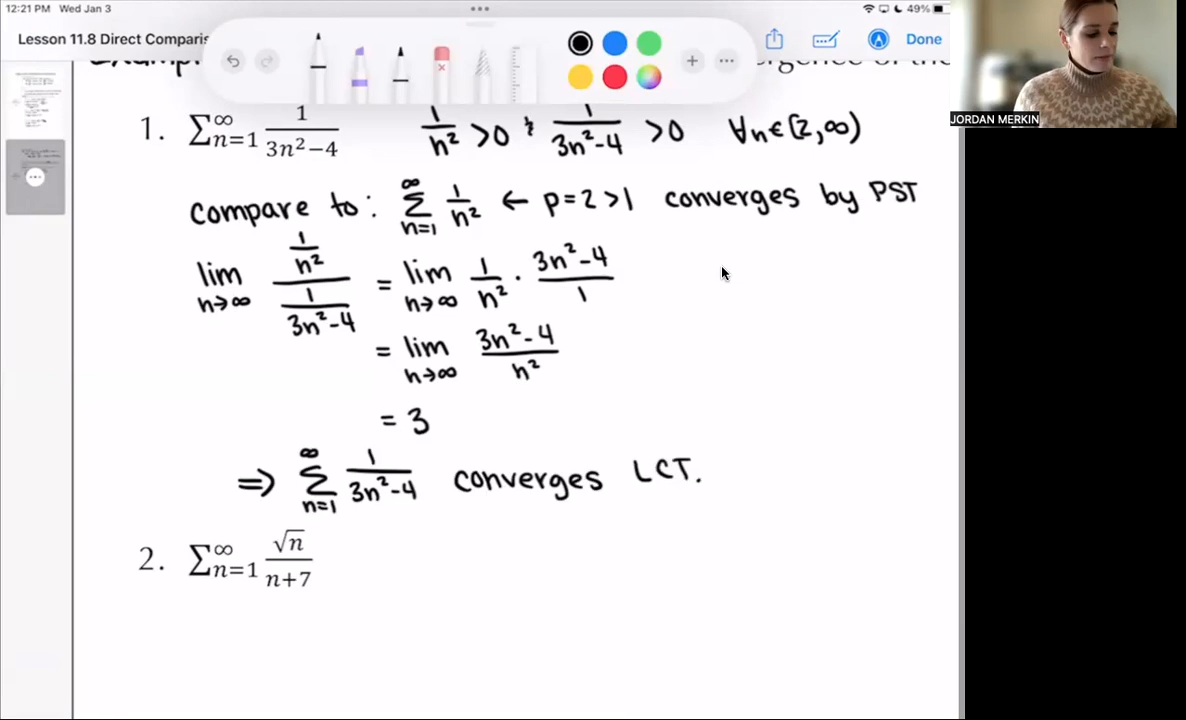 12:21 PM Wed Jan 3
49%
Lesson 11.8 Direct Comparis
Done
JORDAN MERKIN
1. ∑_{n=1}^{∞} 1/(3n²−4) 1/n² >0 & 1/(3n²-4) >0 ∀n∈[2,∞)
compare to: ∑_{n=1}^{∞} 1/n² ← p=2>1 converges by PST
lim_{n→∞} (1/n²)/(1/(3n²-4)) = lim_{n→∞} 1/n² · (3n²-4)/1
= lim_{n→∞} (3n²-4)/n²
= 3
⇒ ∑_{n=1}^{∞} 1/(3n²-4) converges LCT.
2. ∑_{n=1}^{∞} √n/(n+7)